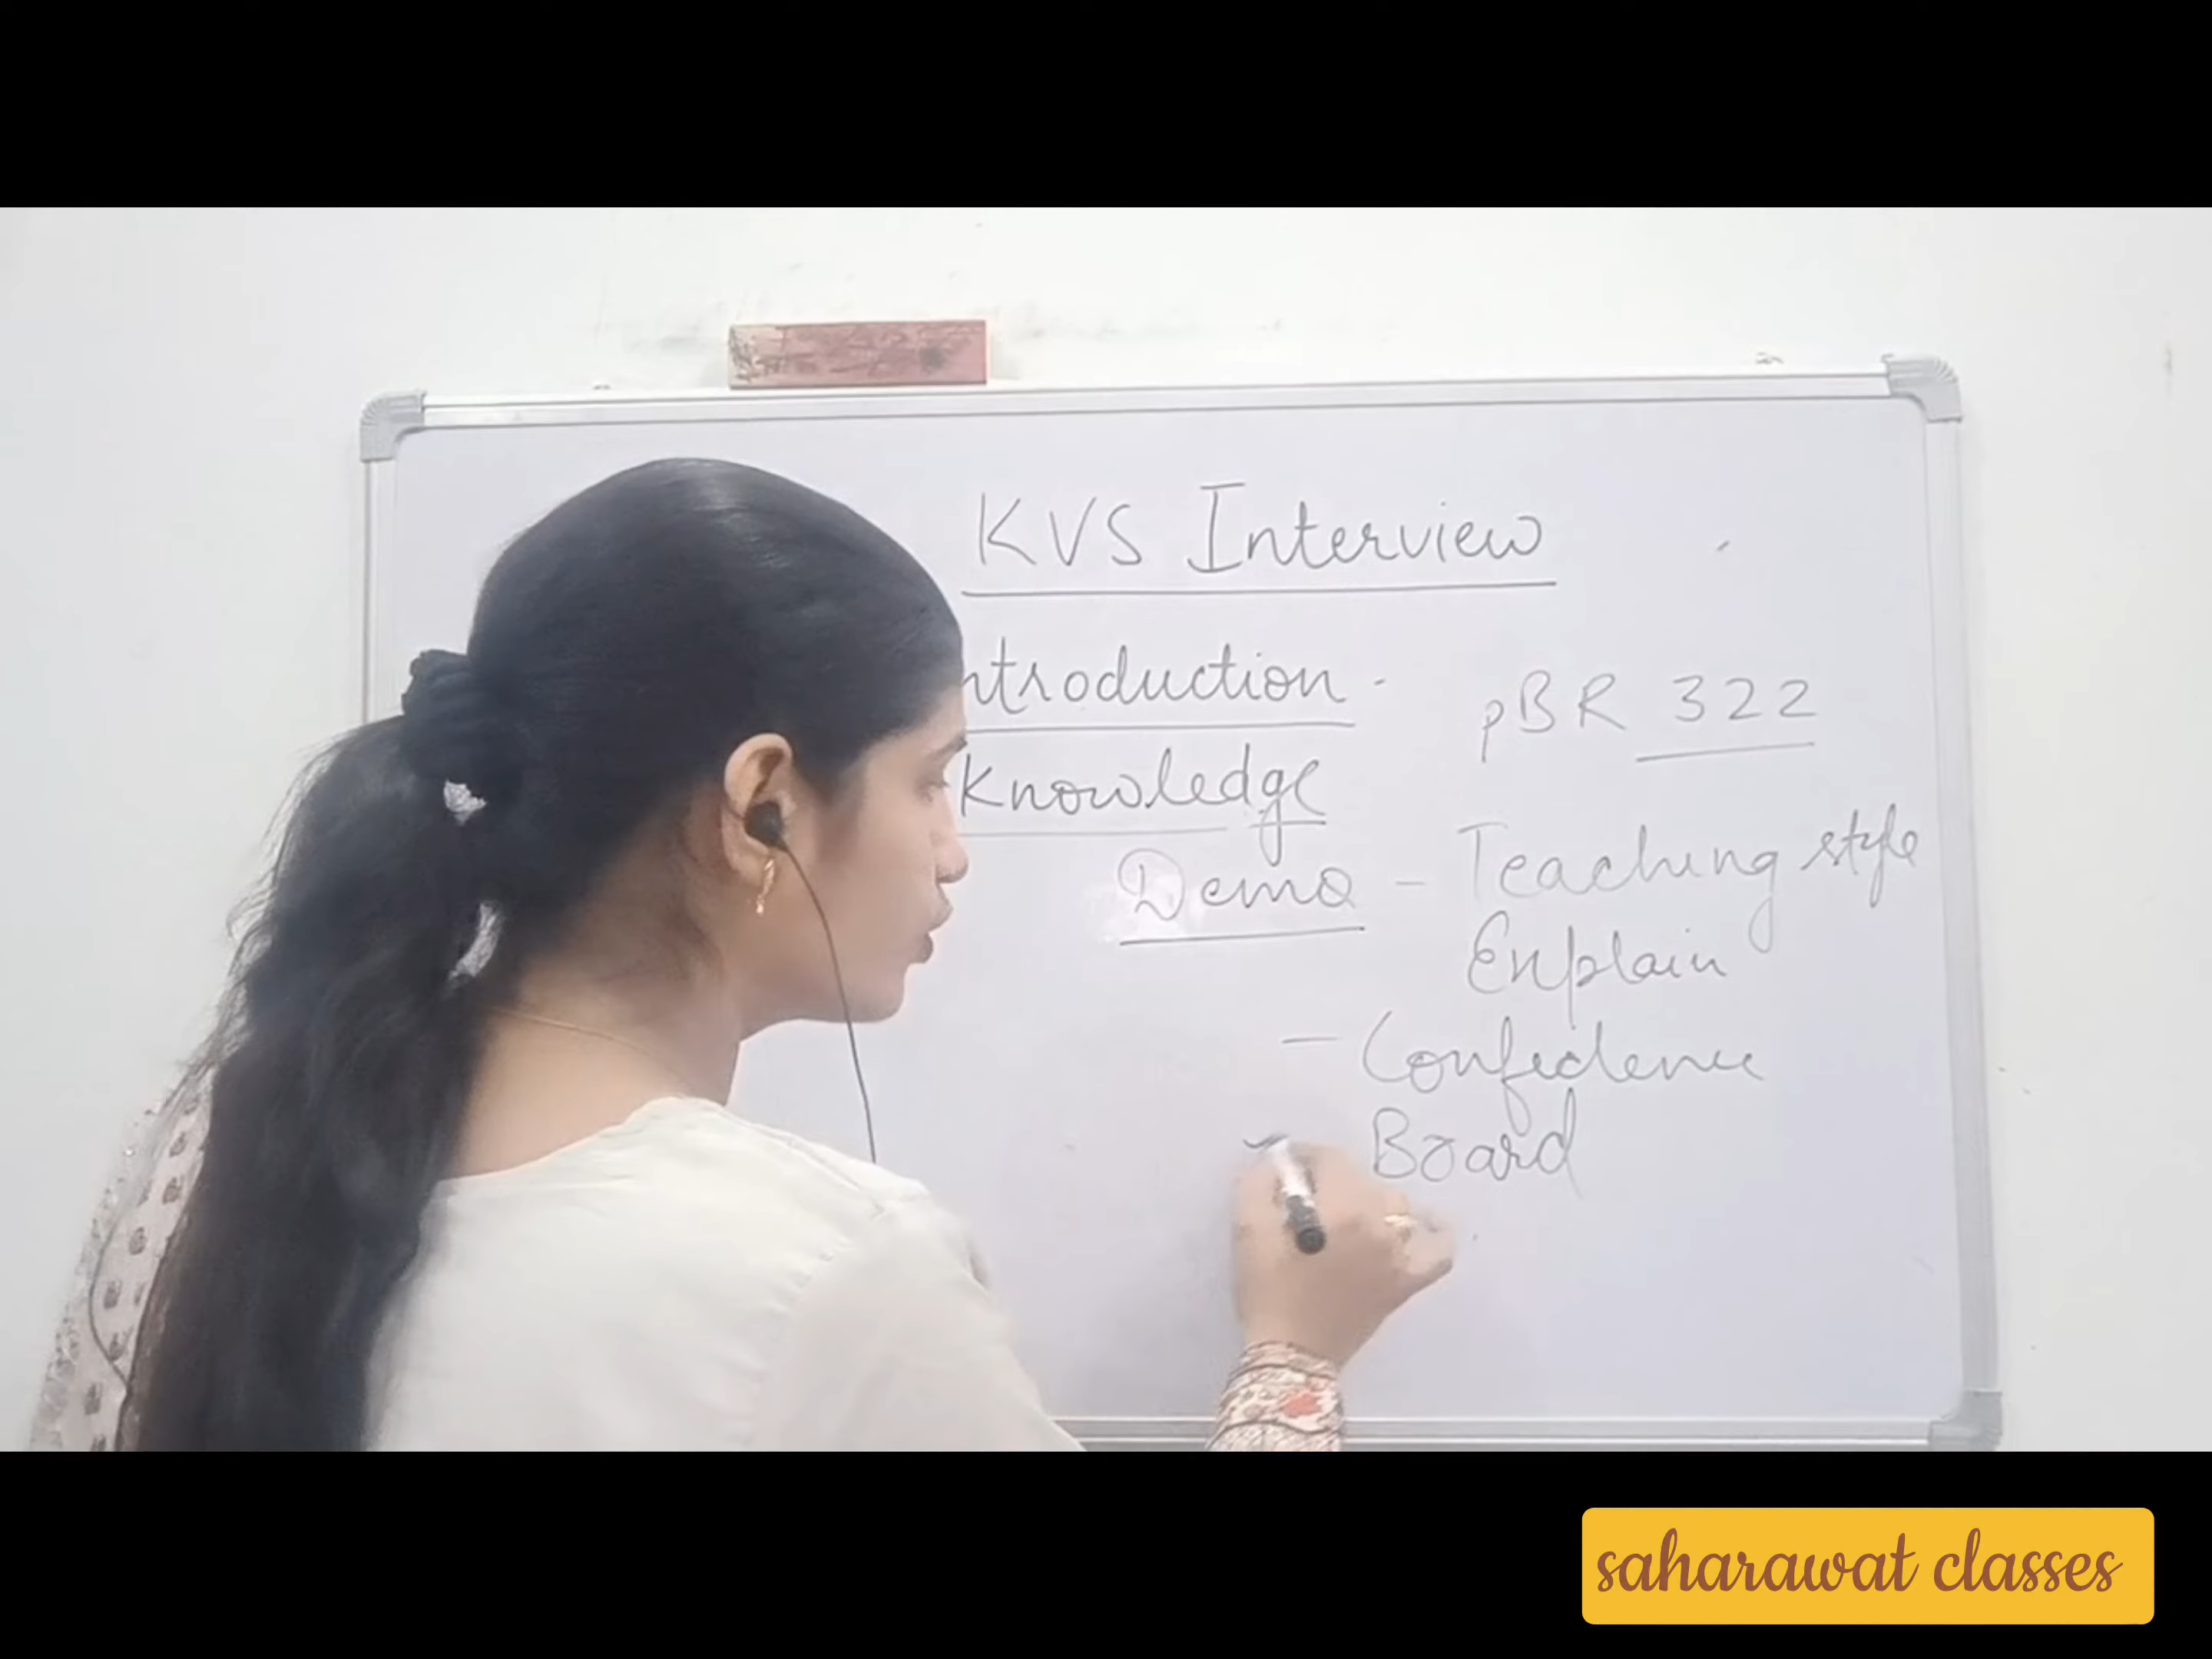 KVS Interview
ntroduction -
pBR 322
Knowledge
Demo - Teaching style
Explain
- Confidence
Board
saharawat classes